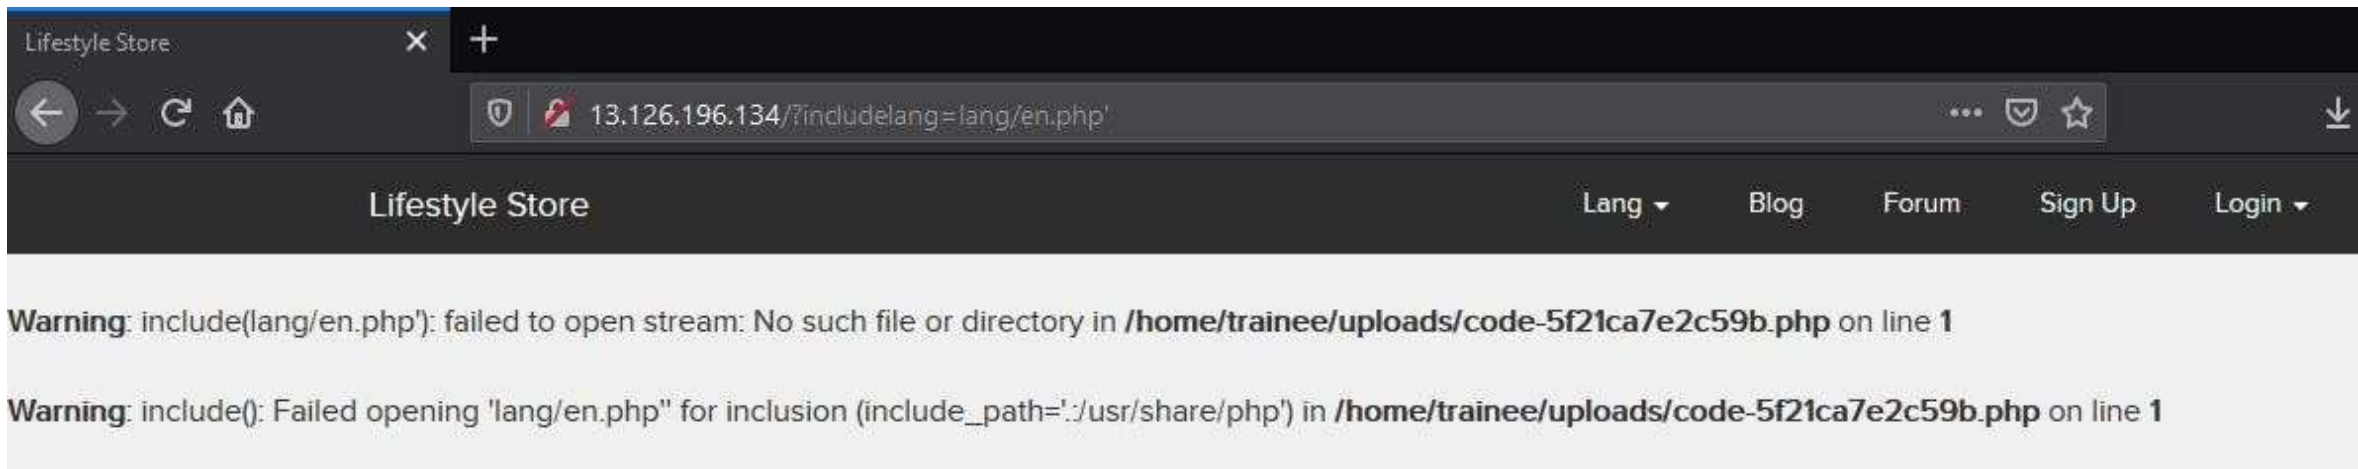 Lifestyle Store
13.126.196.134/?includelang=lang/en.php'
Lifestyle Store Lang Blog Forum Sign Up Login
Warning: include(lang/en.php'): failed to open stream: No such file or directory in /home/trainee/uploads/code-5f21ca7e2c59b.php on line 1
Warning: include(): Failed opening 'lang/en.php'' for inclusion (include_path='.:/usr/share/php') in /home/trainee/uploads/code-5f21ca7e2c59b.php on line 1